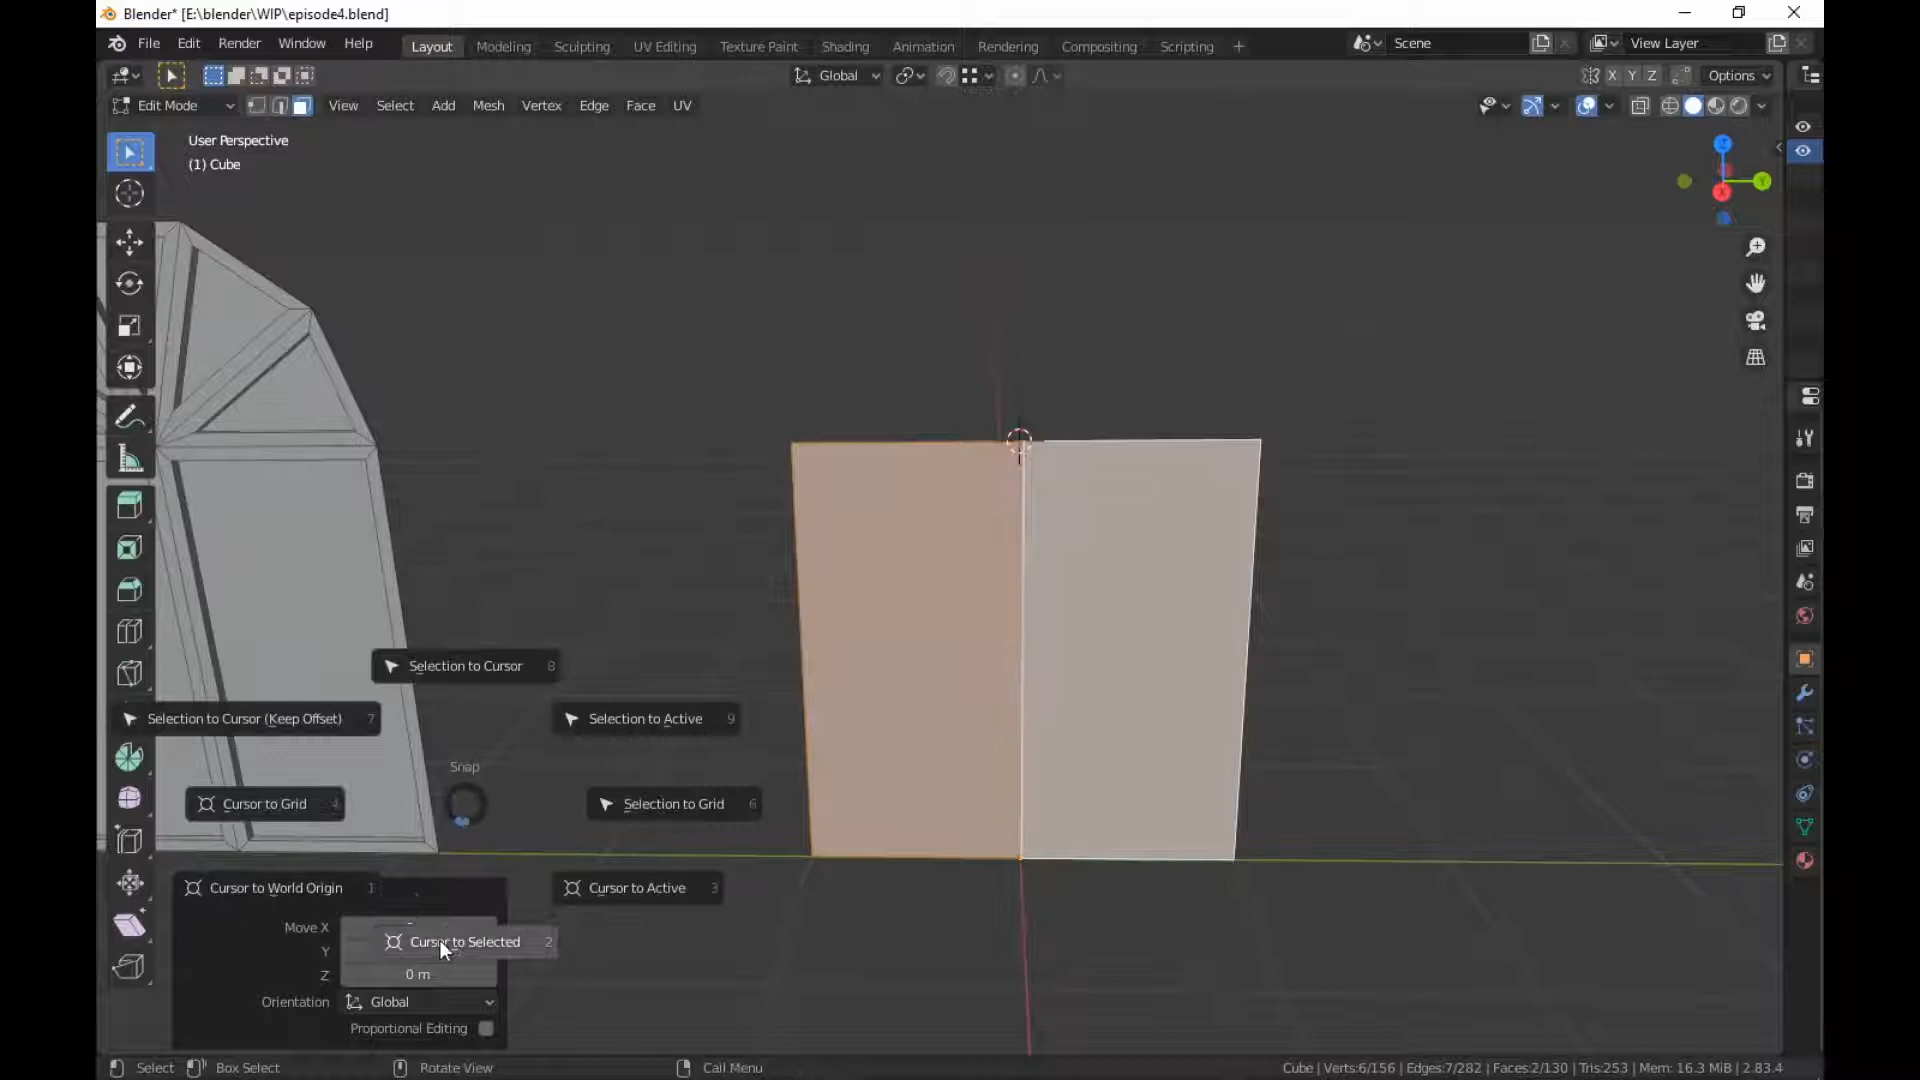 Blender* [E:\blender\WIP\episode4.blend]
File Edit Render Window Help Layout Modeling Sculpting UV Editing Texture Paint Shading Animation Rendering Compositing Scripting + Scene View Layer
Global X Y Z Options
Edit Mode View Select Add Mesh Vertex Edge Face UV
User Perspective
(1) Cube
Z
Y
X
Selection to Cursor 8
Selection to Cursor (Keep Offset) 7
Selection to Active 9
Snap
Cursor to Grid 4
Selection to Grid 6
Cursor to World Origin 1
Cursor to Active 3
Move X
Cursor to Selected 2
Y
Z 0 m
Orientation Global
Proportional Editing
Select Box Select Rotate View Call Menu Cube | Verts:6/156 | Edges:7/282 | Faces:2/130 | Tris:253 | Mem: 16.3 MiB | 2.83.4